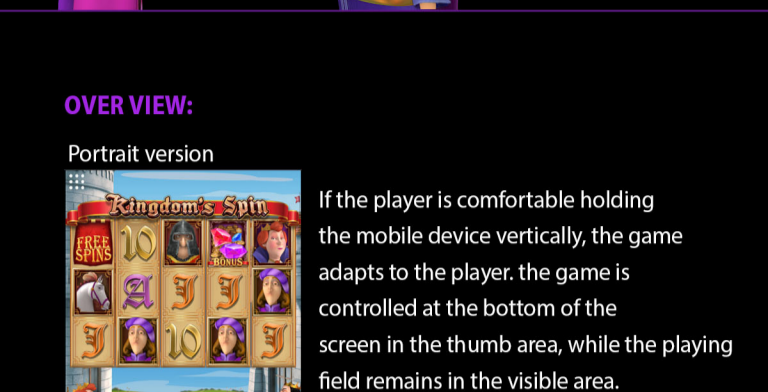 OVER VIEW:
Portrait version
Kingdom's Spin
FREE SPINS
10
BONUS
A
J
J
J
10
J
If the player is comfortable holding
the mobile device vertically, the game
adapts to the player. the game is
controlled at the bottom of the
screen in the thumb area, while the playing
field remains in the visible area.